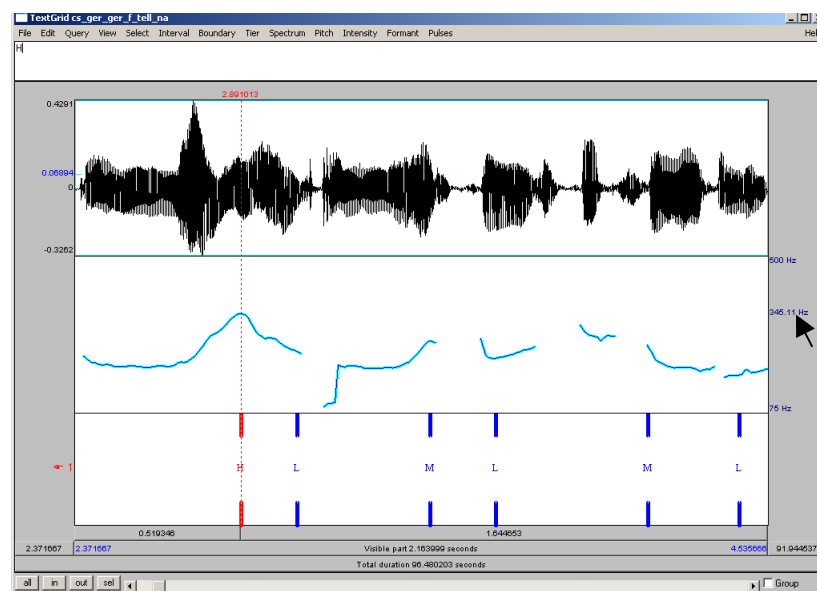 TextGrid cs_ger_ger_f_tell_na
File Edit Query View Select Interval Boundary Tier Spectrum Pitch Intensity Formant Pulses Hel
H
2.891013
0.4291
0.06894
0
-0.3262
500 Hz
345.11 Hz
75 Hz
1 H L M L M L
0.519346 1.644653
2.371667 2.371667 Visible part 2.163999 seconds 4.535666 91.944537
Total duration 96.480203 seconds
all in out sel Group